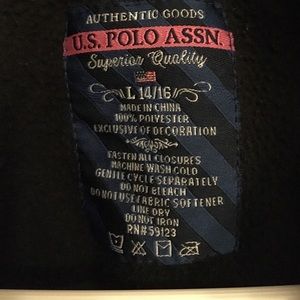 AUTHENTIC GOODS
U.S. POLO ASSN.
Superior Quality
L 14/16
MADE IN CHINA
100% POLYESTER
EXCLUSIVE OF DECORATION
FASTEN ALL CLOSURES
MACHINE WASH COLD
GENTLE CYCLE SEPARATELY
DO NOT BLEACH
DO NOT USE FABRIC SOFTENER
LINE DRY
DO NOT IRON
RN#59123